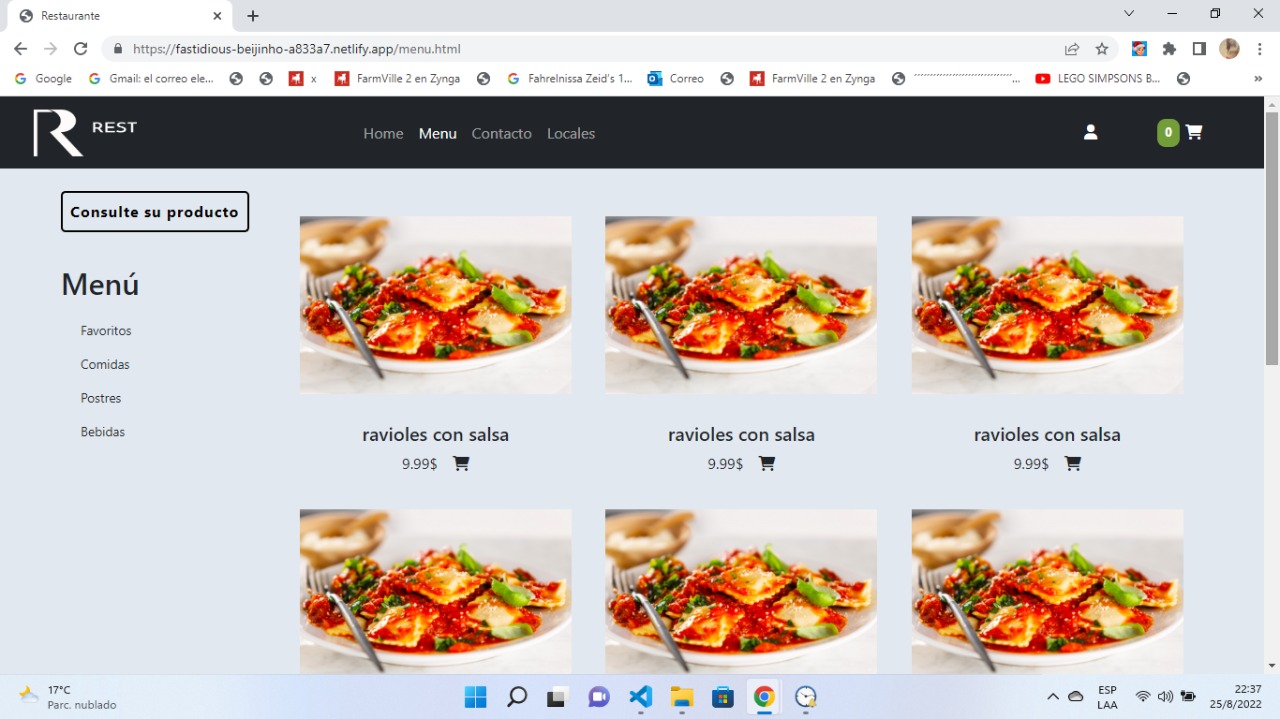 Restaurante
https://fastidious-beijinho-a833a7.netlify.app/menu.html
Google
Gmail: el correo ele...
x
FarmVille 2 en Zynga
Fahrelnissa Zeid's 1...
Correo
FarmVille 2 en Zynga
LEGO SIMPSONS B...
»
R REST
Home Menu Contacto Locales
0
Consulte su producto
Menú
Favoritos
Comidas
Postres
Bebidas
ravioles con salsa
9.99$
ravioles con salsa
9.99$
ravioles con salsa
9.99$
17°C
Parc. nublado
ESP
LAA
22:37
25/8/2022